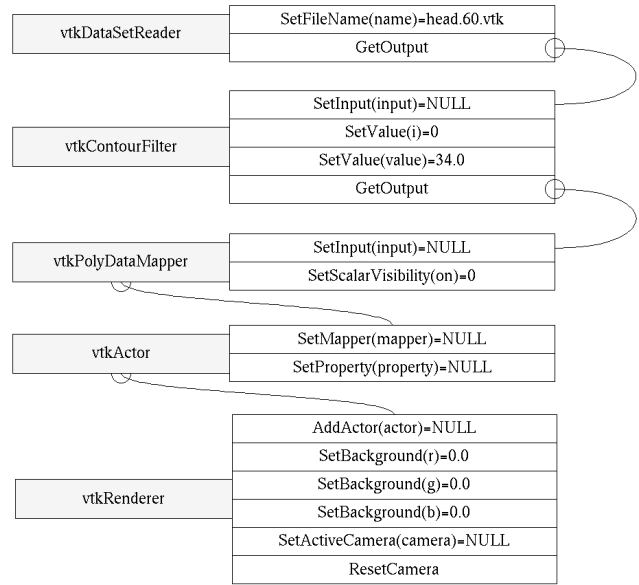 vtkDataSetReader
SetFileName(name)=head.60.vtk
GetOutput
vtkContourFilter
SetInput(input)=NULL
SetValue(i)=0
SetValue(value)=34.0
GetOutput
vtkPolyDataMapper
SetInput(input)=NULL
SetScalarVisibility(on)=0
vtkActor
SetMapper(mapper)=NULL
SetProperty(property)=NULL
vtkRenderer
AddActor(actor)=NULL
SetBackground(r)=0.0
SetBackground(g)=0.0
SetBackground(b)=0.0
SetActiveCamera(camera)=NULL
ResetCamera